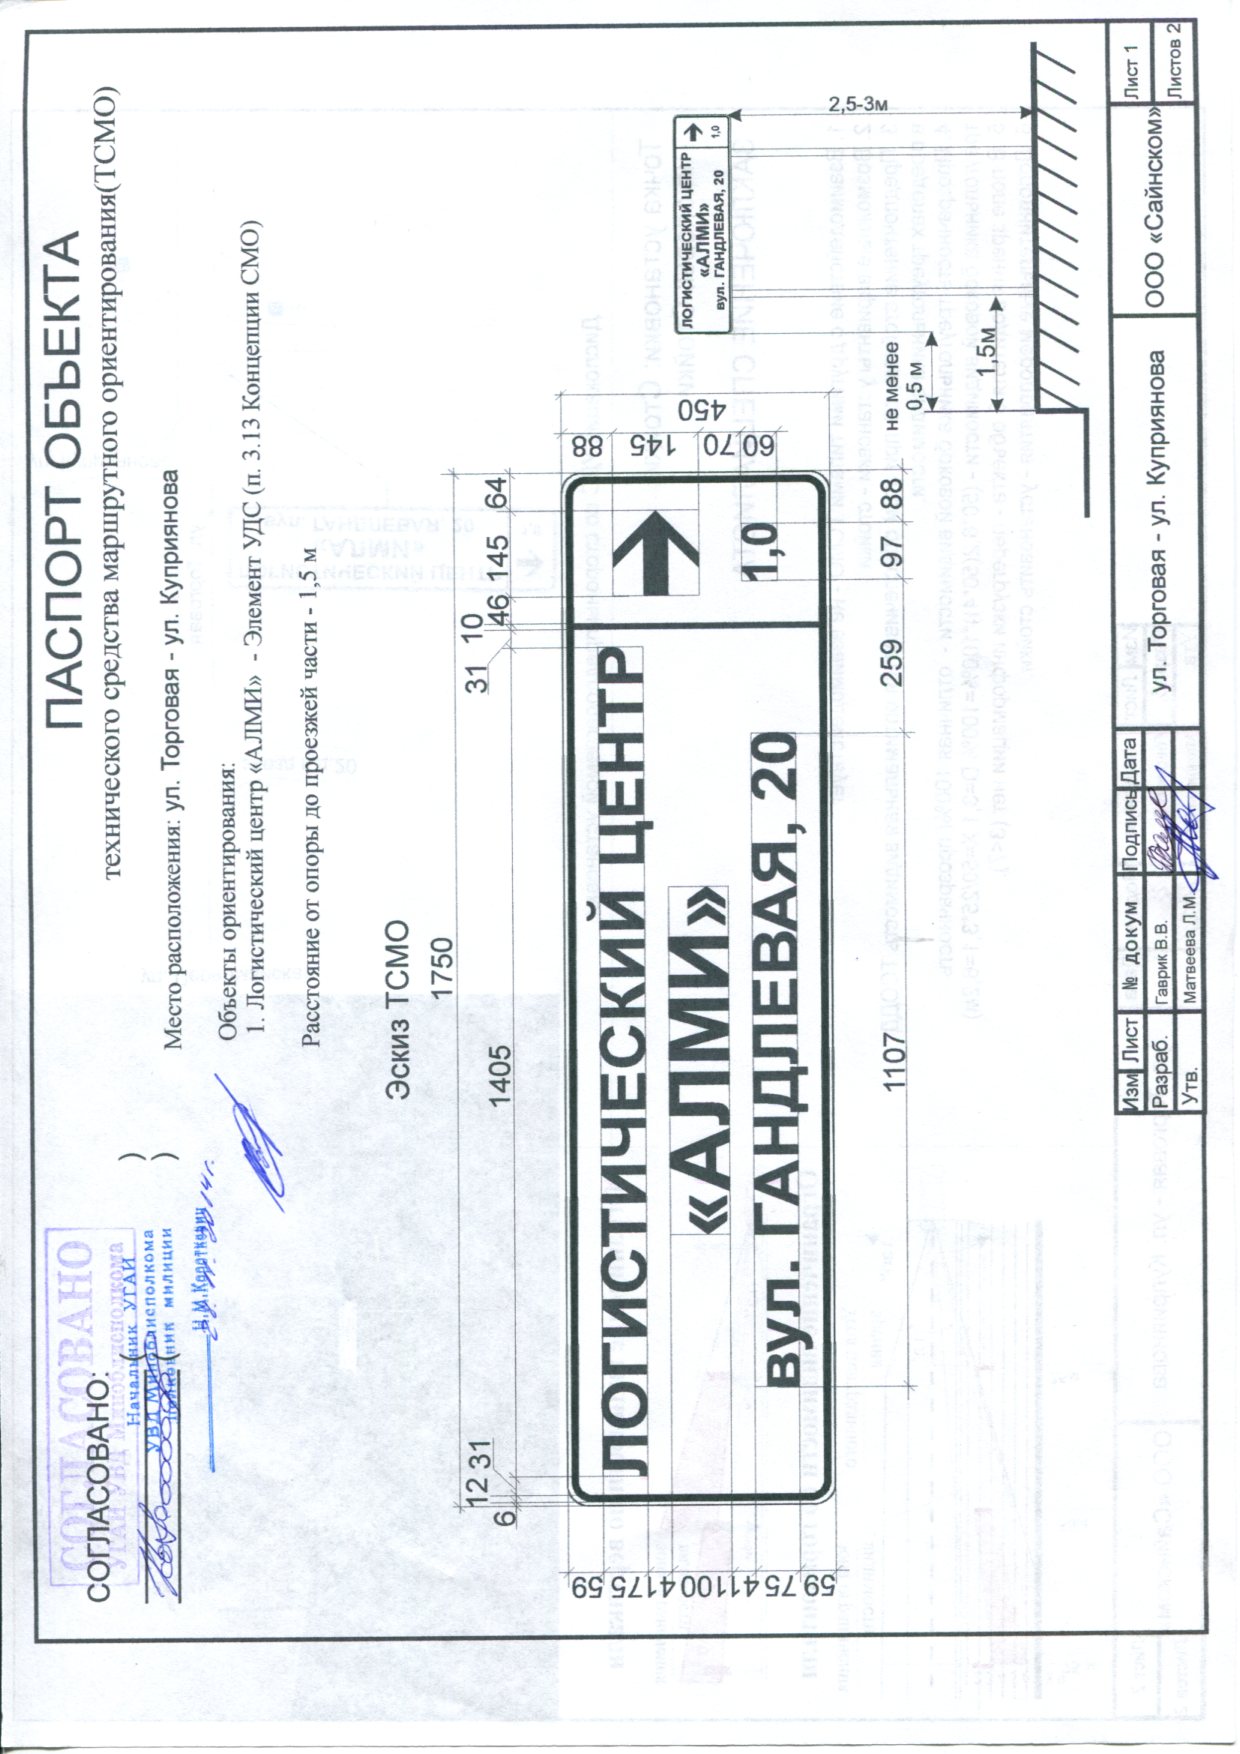 ПАСПОРТ ОБЪЕКТА
технического средства маршрутного ориентирования(ТСМО)
СОГЛАСОВАНО:
СОГЛАСОВАНО
УГАИ УВД Миноблисполкома
Начальник УГАИ
УВД Миноблисполкома
полковник милиции
Н.М.Короткевич
2014г.
Место расположения: ул. Торговая - ул. Куприянова
Объекты ориентирования:
1. Логистический центр «АЛМИ» - Элемент УДС (п. 3.13 Концепции СМО)
Расстояние от опоры до проезжей части - 1,5 м
Эскиз ТСМО
1750
1405
31
10
46
145
64
6
12
31
ЛОГИСТИЧЕСКИЙ ЦЕНТР
«АЛМИ»
вул. ГАНДЛЕВАЯ, 20
1,0
59
75
41
100
41
75
59
88
145
70
60
450
1107
259
97
88
ЛОГИСТИЧЕСКИЙ ЦЕНТР
«АЛМИ»
вул. ГАНДЛЕВАЯ, 20
1,0
не менее
0,5 м
1,5м
2,5-3м
Изм Лист № докум Подпись Дата
Разраб. Гаврик В.В.
Утв. Матвеева Л.М.
ул. Торговая - ул. Куприянова
ООО «Сайнском»
Лист 1
Листов 2